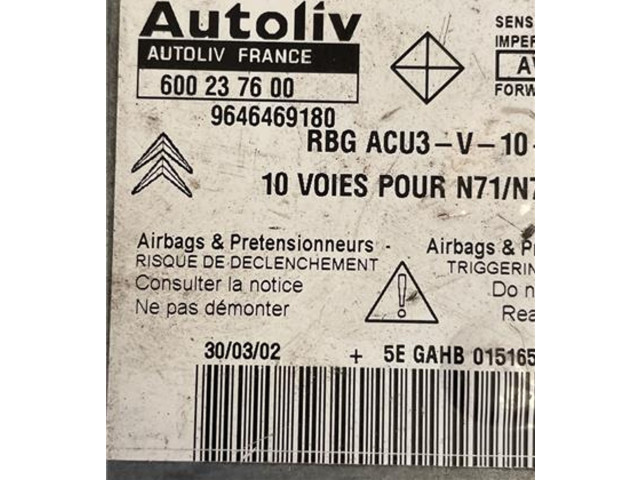 Autoliv
AUTOLIV FRANCE
600 23 76 00
9646469180
SENS
IMPER
AV
FORW
RBG ACU3-V-10-
10 VOIES POUR N71/N7
Airbags & Pretensionneurs -
RISQUE DE DECLENCHEMENT
Consulter la notice
Ne pas démonter
Airbags & P
TRIGGERIN
Do n
Rea
30/03/02 + 5E GAHB 015165